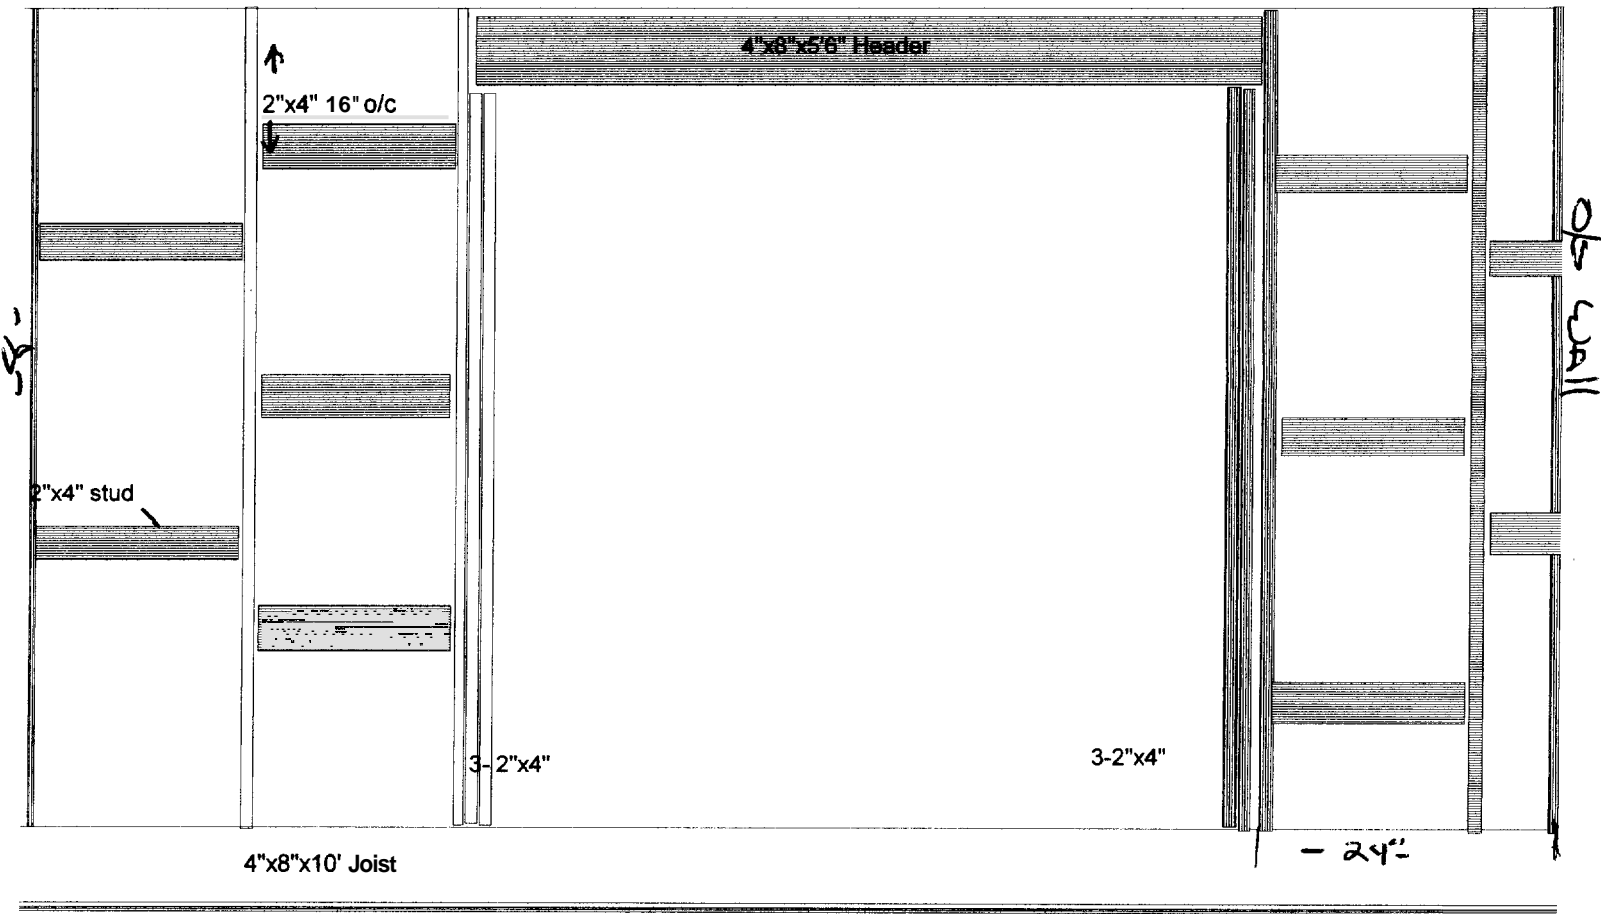 4"x8"x5'6" Header
2"x4" 16" o/c
O/S Wall
2"x4" stud
3- 2"x4"
3-2"x4"
- 24"-
4"x8"x10' Joist